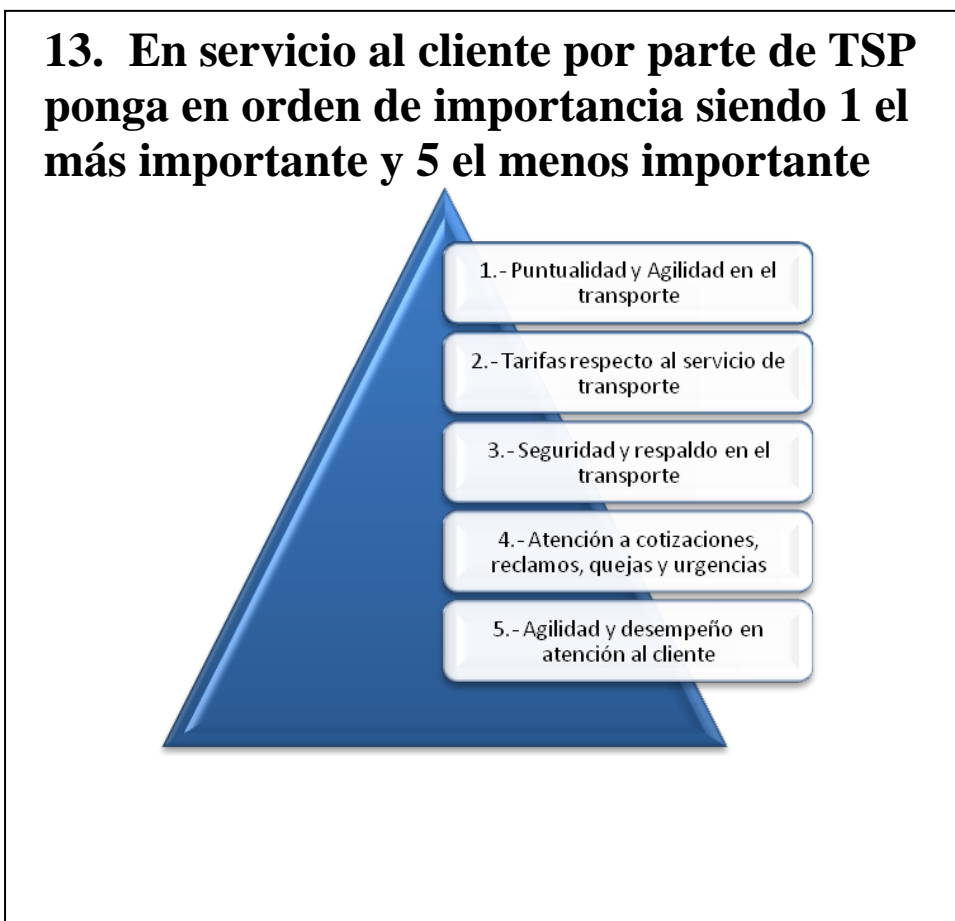 13. En servicio al cliente por parte de TSP
ponga en orden de importancia siendo 1 el
más importante y 5 el menos importante
1.- Puntualidad y Agilidad en el
transporte
2.- Tarifas respecto al servicio de
transporte
3.- Seguridad y respaldo en el
transporte
4.- Atención a cotizaciones,
reclamos, quejas y urgencias
5.- Agilidad y desempeño en
atención al cliente